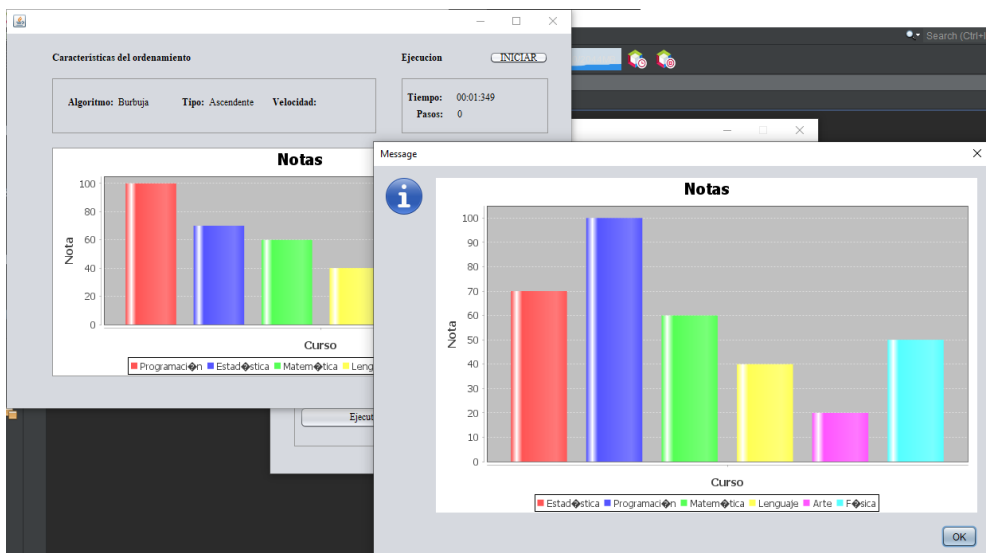 Search (Ctrl+I
Caracteristicas del ordenamiento
Ejecucion
INICIAR
Algoritmo: Burbuja Tipo: Ascendente Velocidad:
Tiempo: 00:01:349
Pasos: 0
Notas
100
80
60
40
20
0
Nota
Curso
Programaci�n Estad�stica Matem�tica Leng
Ejecut
Message
Notas
100
90
80
70
60
50
40
30
20
10
0
Nota
Curso
Estad�stica Programaci�n Matem�tica Lenguaje Arte F�sica
OK